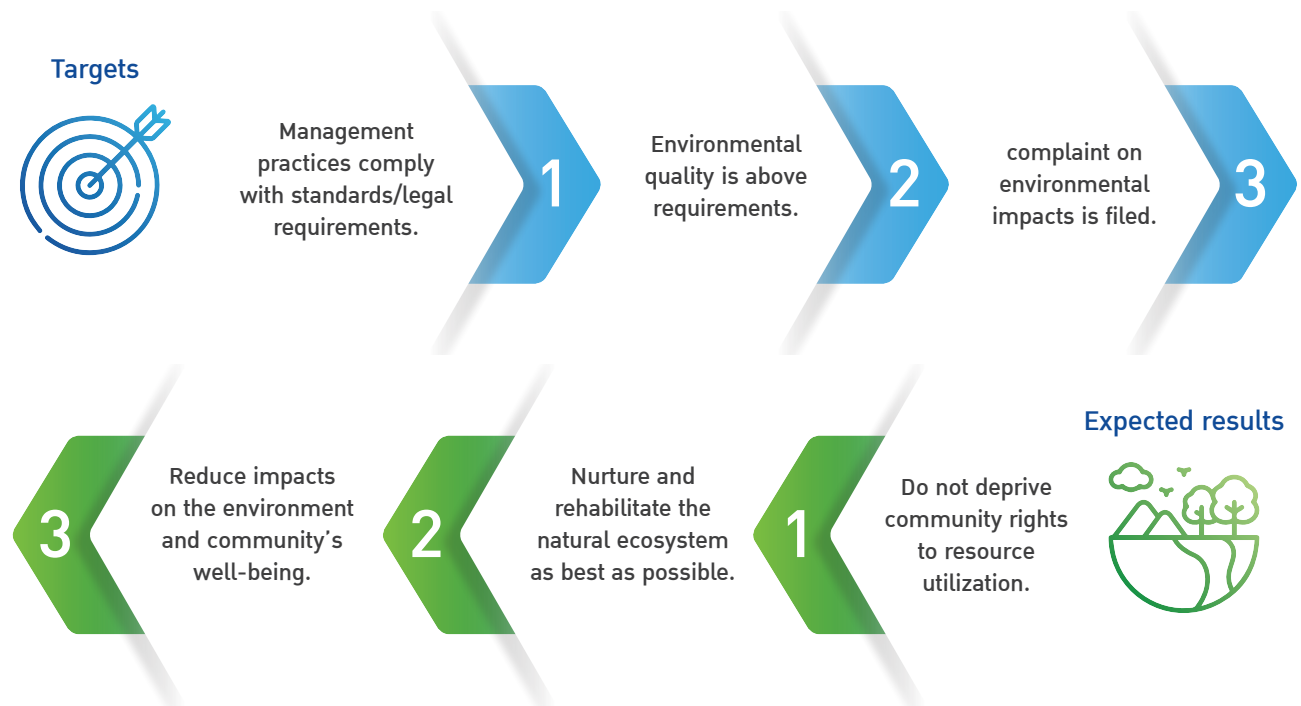 Targets
Management
practices comply
with standards/legal
requirements.
1
Environmental
quality is above
requirements.
2
complaint on
environmental
impacts is filed.
3
Expected results
Do not deprive
community rights
to resource
utilization.
1
Nurture and
rehabilitate the
natural ecosystem
as best as possible.
2
Reduce impacts
on the environment
and community's
well-being.
3